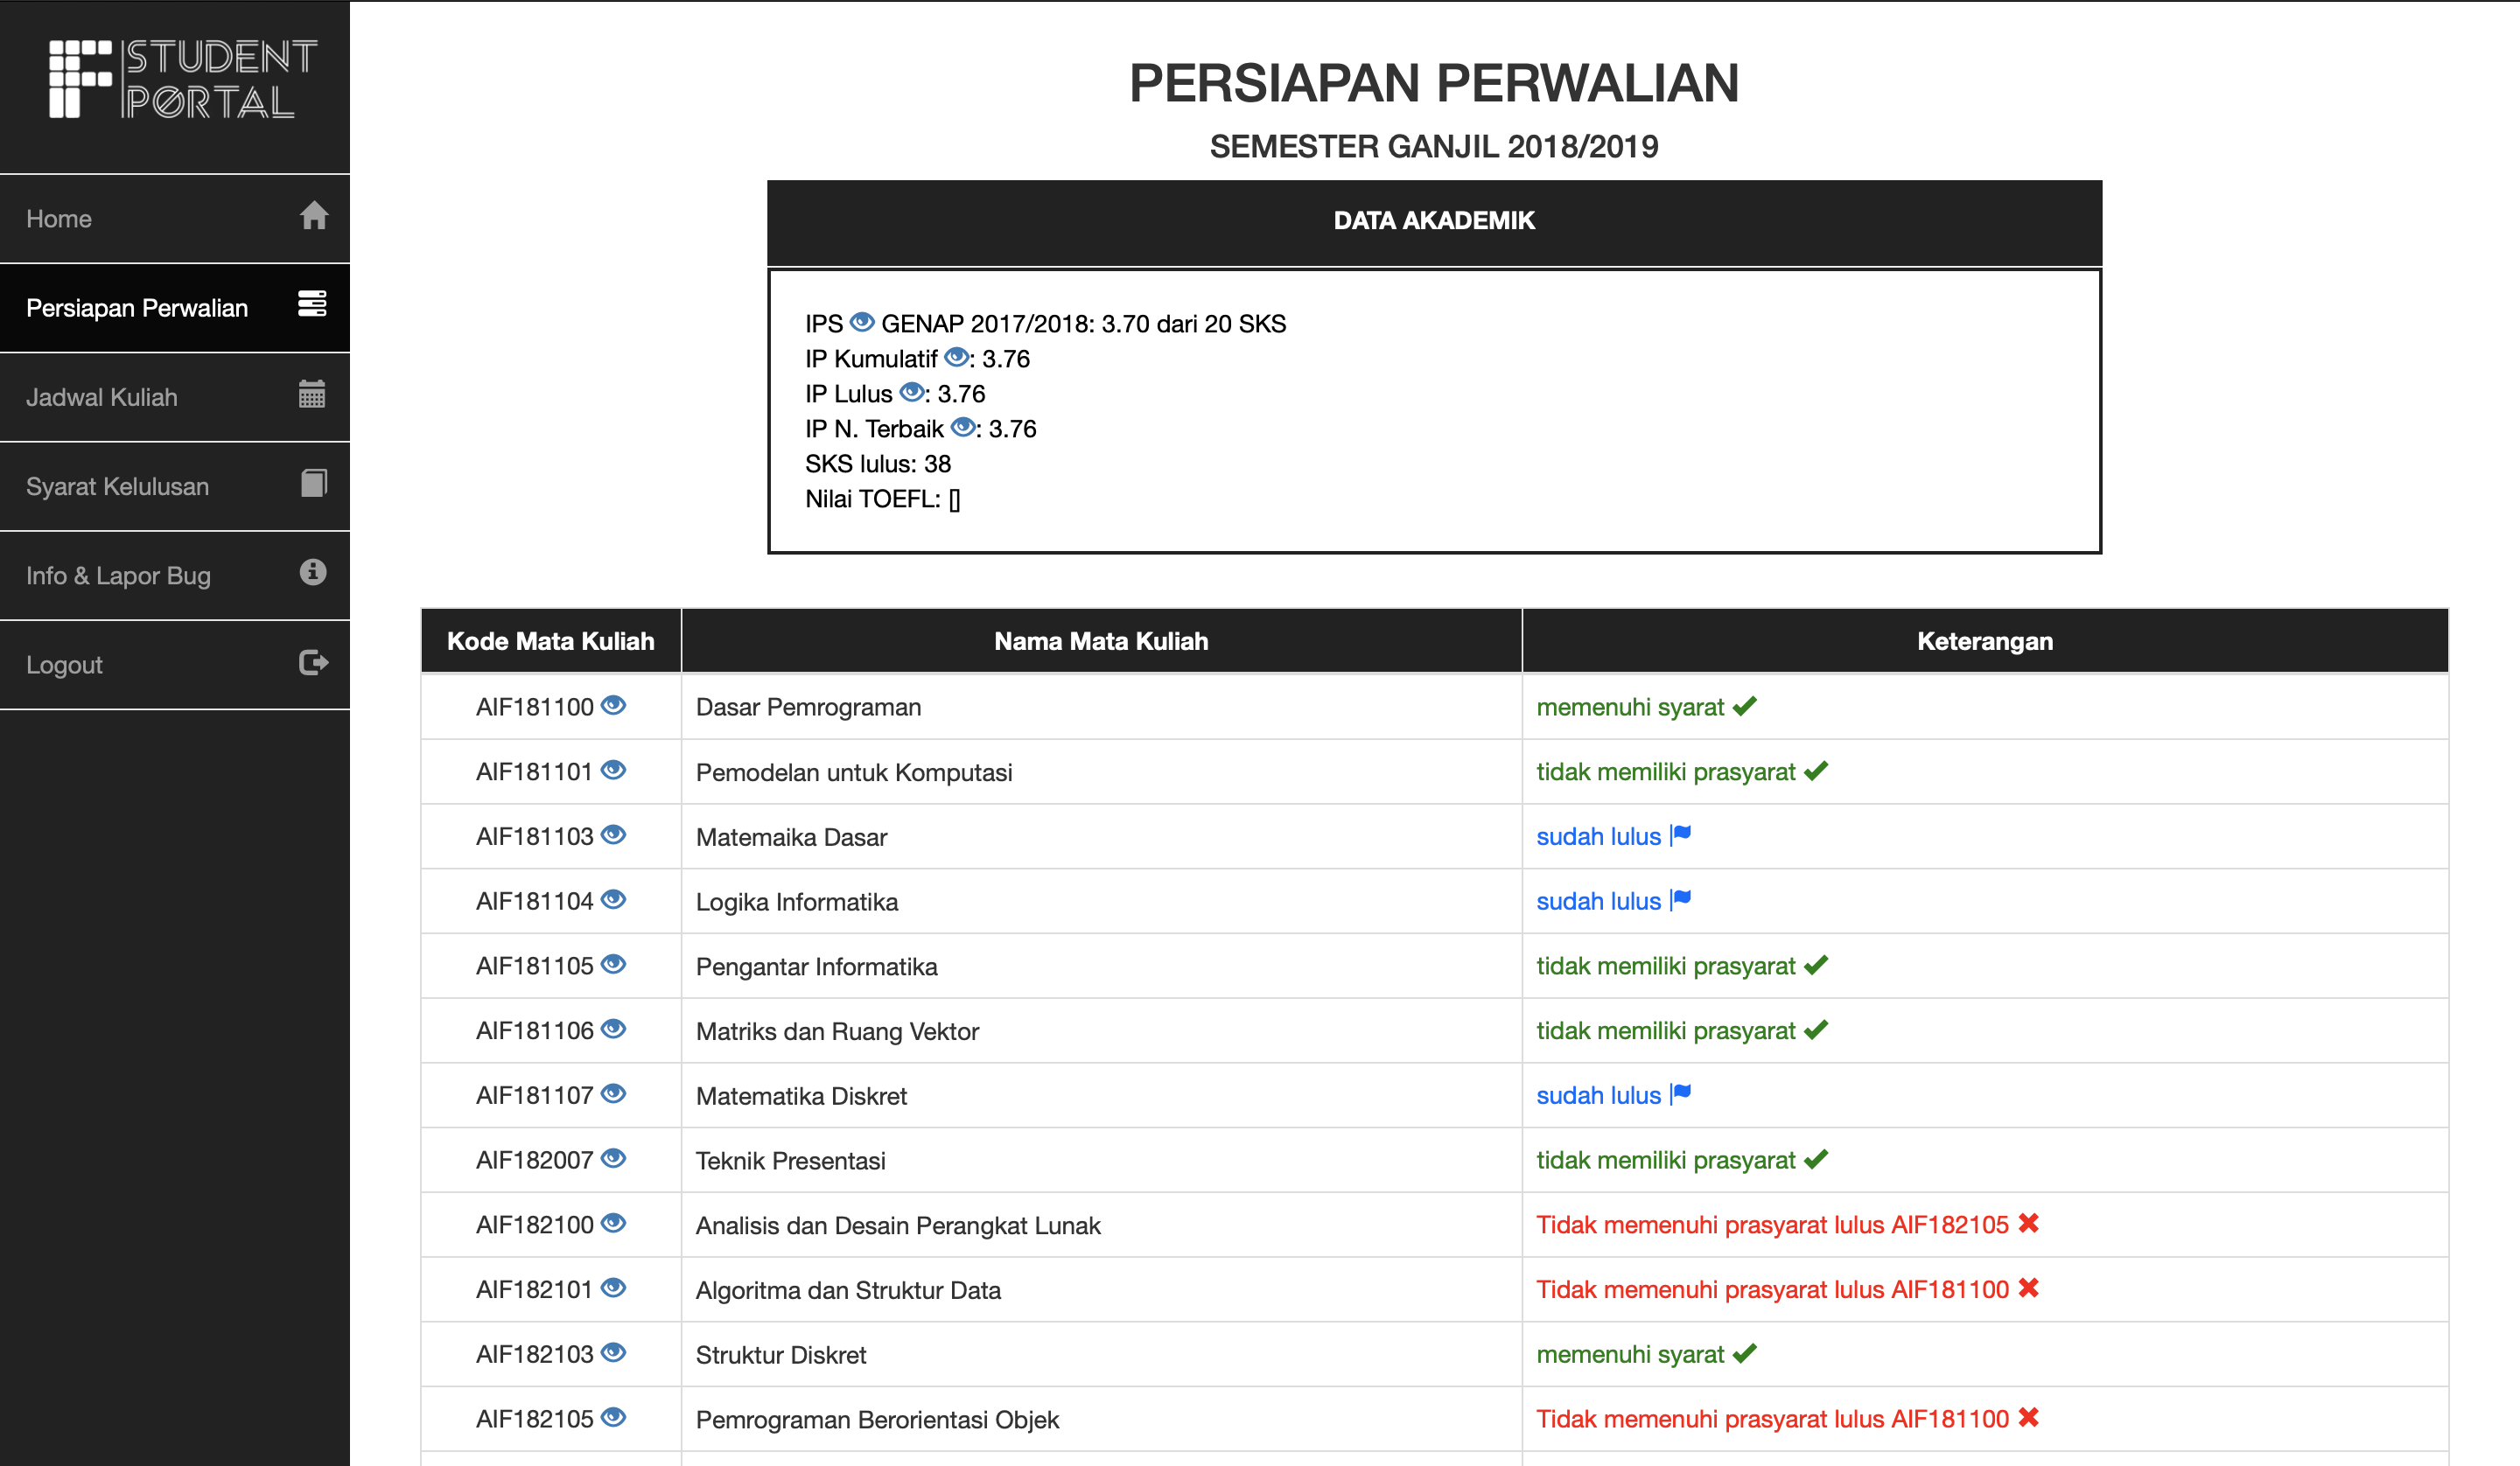 STUDENT
PØRTAL
Home
Persiapan Perwalian
Jadwal Kuliah
Syarat Kelulusan
Info & Lapor Bug
Logout
PERSIAPAN PERWALIAN
SEMESTER GANJIL 2018/2019
DATA AKADEMIK
IPS GENAP 2017/2018: 3.70 dari 20 SKS
IP Kumulatif : 3.76
IP Lulus : 3.76
IP N. Terbaik : 3.76
SKS lulus: 38
Nilai TOEFL: []
Kode Mata Kuliah Nama Mata Kuliah Keterangan
AIF181100 Dasar Pemrograman memenuhi syarat
AIF181101 Pemodelan untuk Komputasi tidak memiliki prasyarat
AIF181103 Matemaika Dasar sudah lulus
AIF181104 Logika Informatika sudah lulus
AIF181105 Pengantar Informatika tidak memiliki prasyarat
AIF181106 Matriks dan Ruang Vektor tidak memiliki prasyarat
AIF181107 Matematika Diskret sudah lulus
AIF182007 Teknik Presentasi tidak memiliki prasyarat
AIF182100 Analisis dan Desain Perangkat Lunak Tidak memenuhi prasyarat lulus AIF182105
AIF182101 Algoritma dan Struktur Data Tidak memenuhi prasyarat lulus AIF181100
AIF182103 Struktur Diskret memenuhi syarat
AIF182105 Pemrograman Berorientasi Objek Tidak memenuhi prasyarat lulus AIF181100